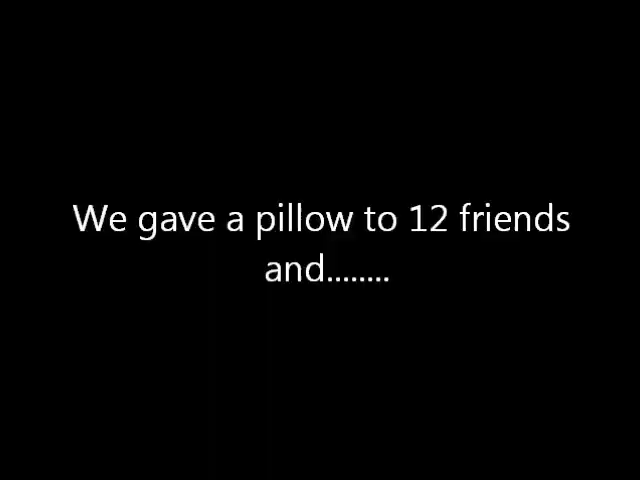 We gave a pillow to 12 friends
and........